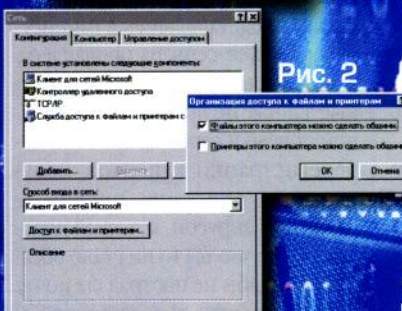 Сеть
Конфигурация Компьютер Управление доступом
В системе установлены следующие компоненты:
Клиент для сетей Microsoft
Контроллер удаленного доступа
TCP/IP
Служба доступа к файлам и принтерам с
Добавить... Удалить
Способ входа в сеть:
Клиент для сетей Microsoft
Доступ к файлам и принтерам...
Описание
Рис. 2
Организация доступа к файлам и принтерам
Файлы этого компьютера можно сделать общими.
Принтеры этого компьютера можно сделать общими
OK Отмена